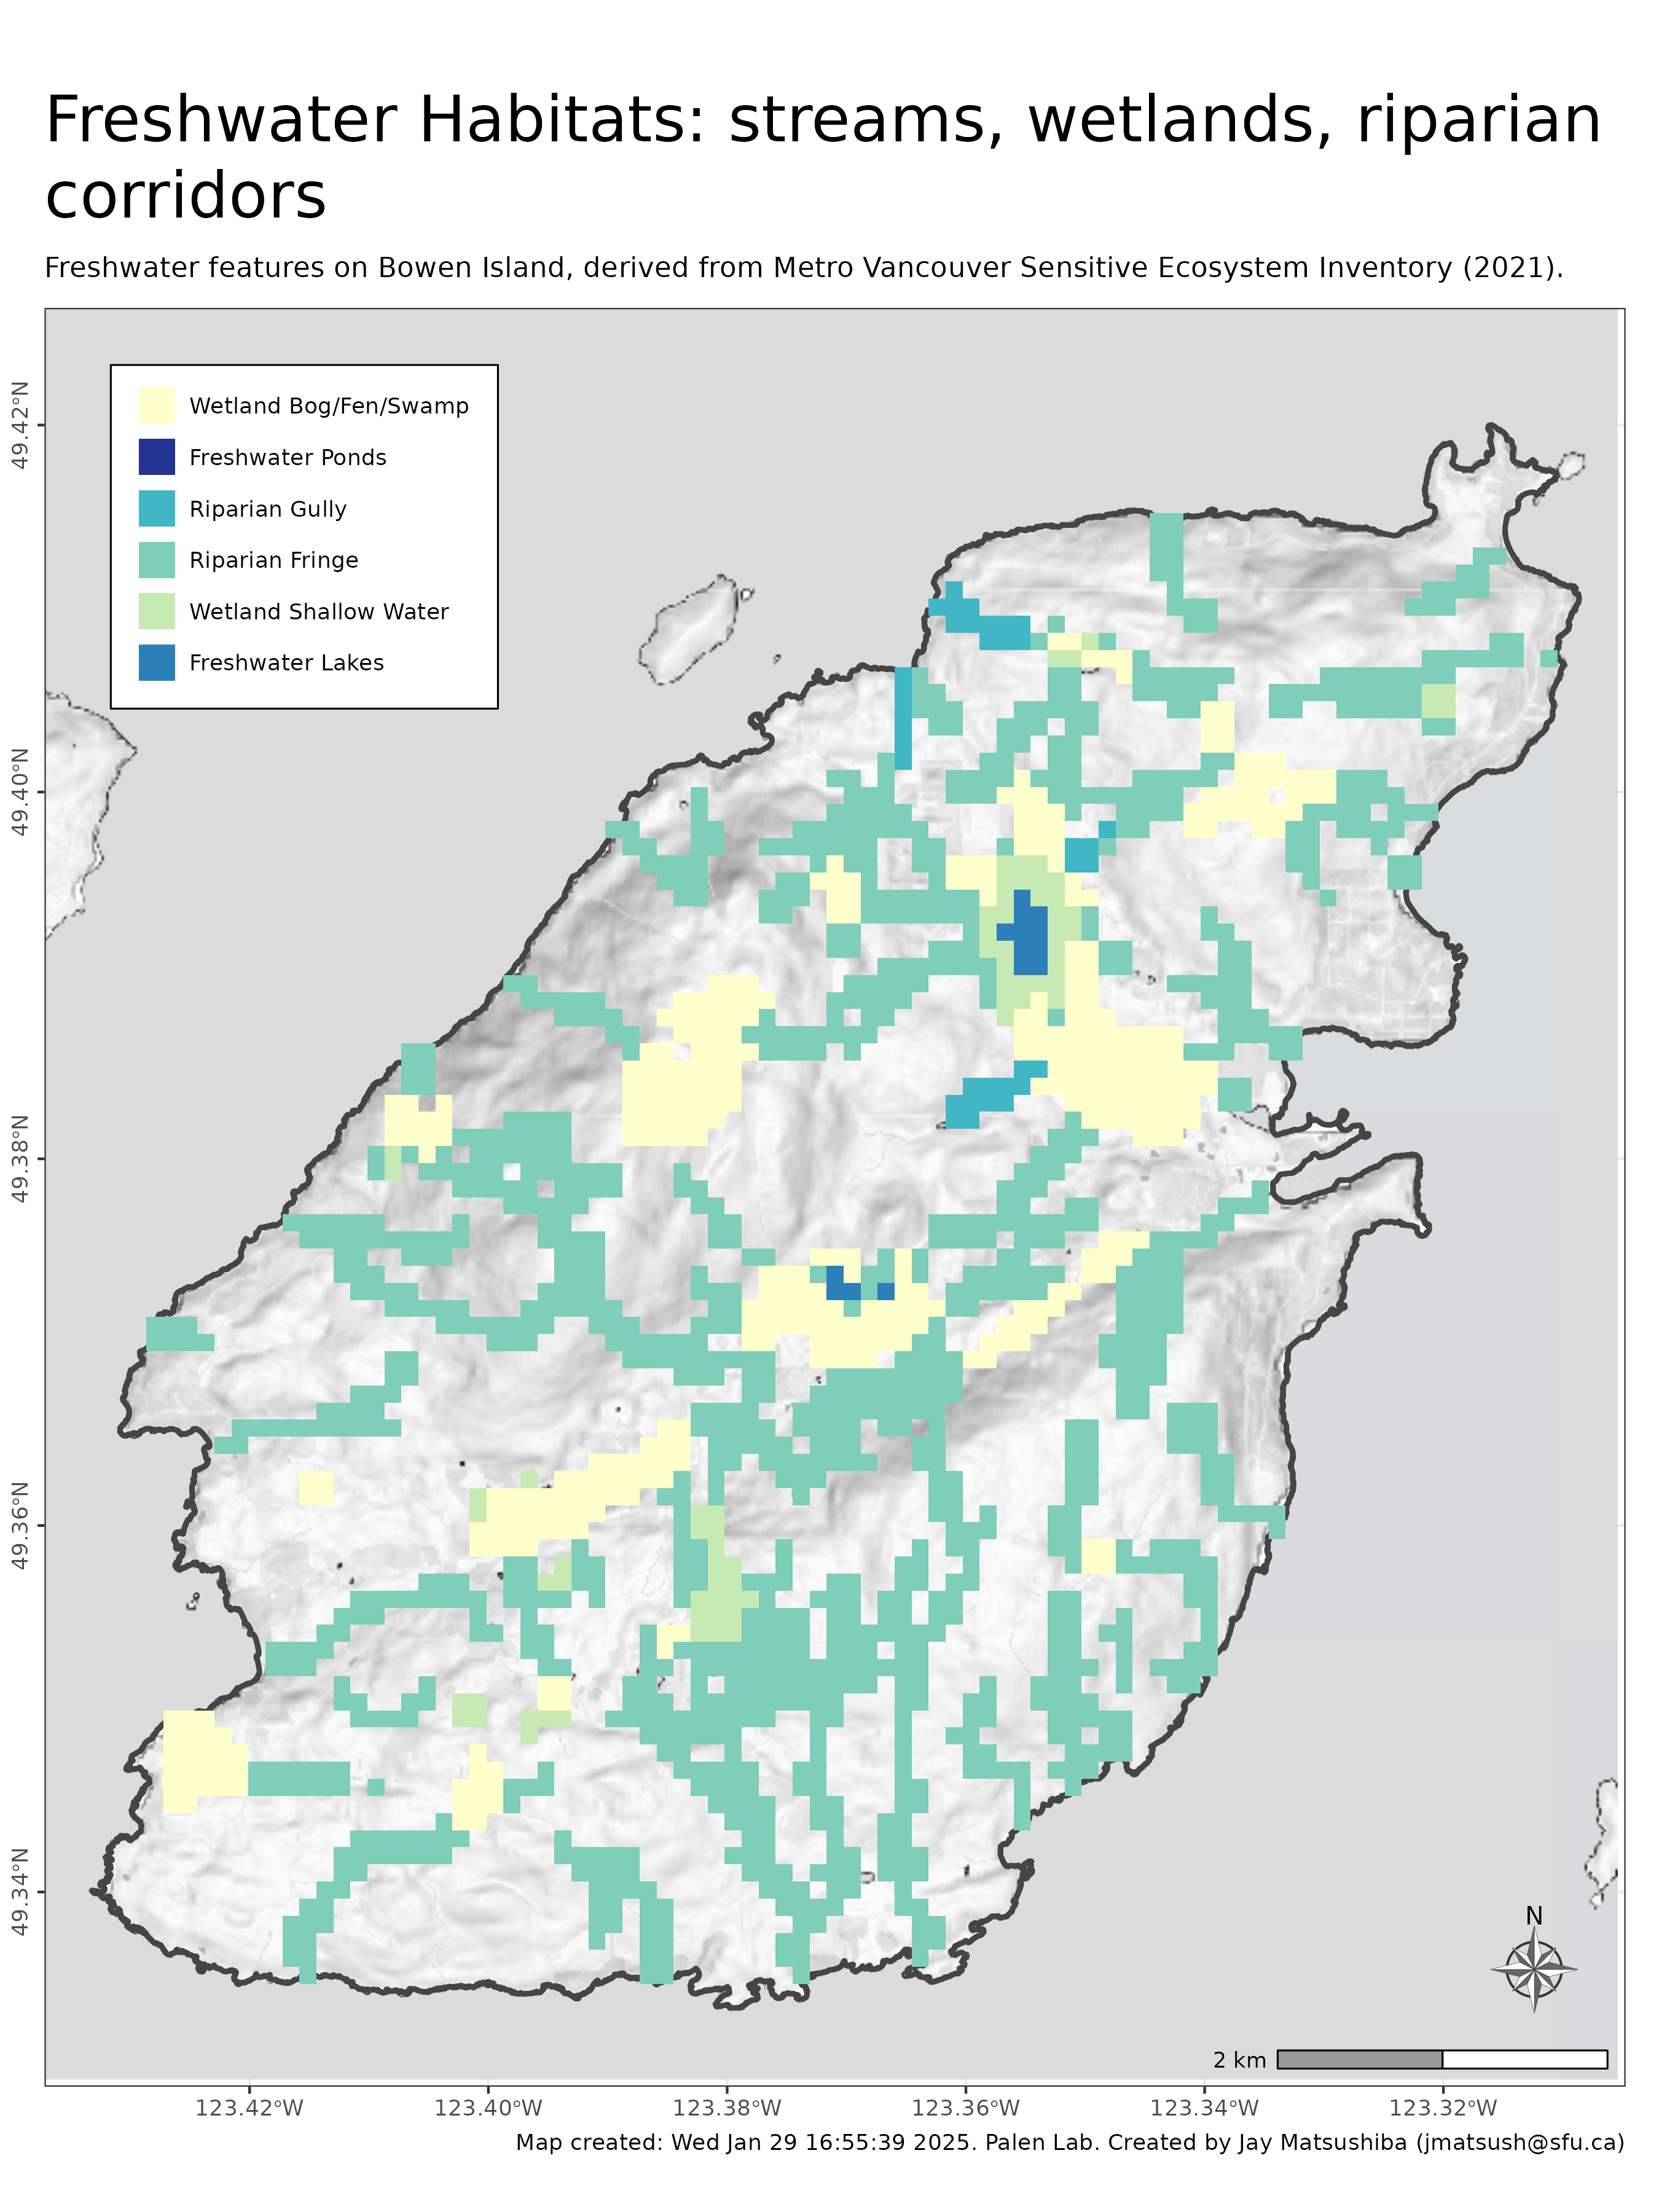 Freshwater Habitats: streams, wetlands, riparian
corridors
Freshwater features on Bowen Island, derived from Metro Vancouver Sensitive Ecosystem Inventory (2021).
Wetland Bog/Fen/Swamp
Freshwater Ponds
Riparian Gully
Riparian Fringe
Wetland Shallow Water
Freshwater Lakes
49.42°N
49.40°N
49.38°N
49.36°N
49.34°N
N
2 km
123.42°W
123.40°W
123.38°W
123.36°W
123.34°W
123.32°W
Map created: Wed Jan 29 16:55:39 2025. Palen Lab. Created by Jay Matsushiba (jmatsush@sfu.ca)